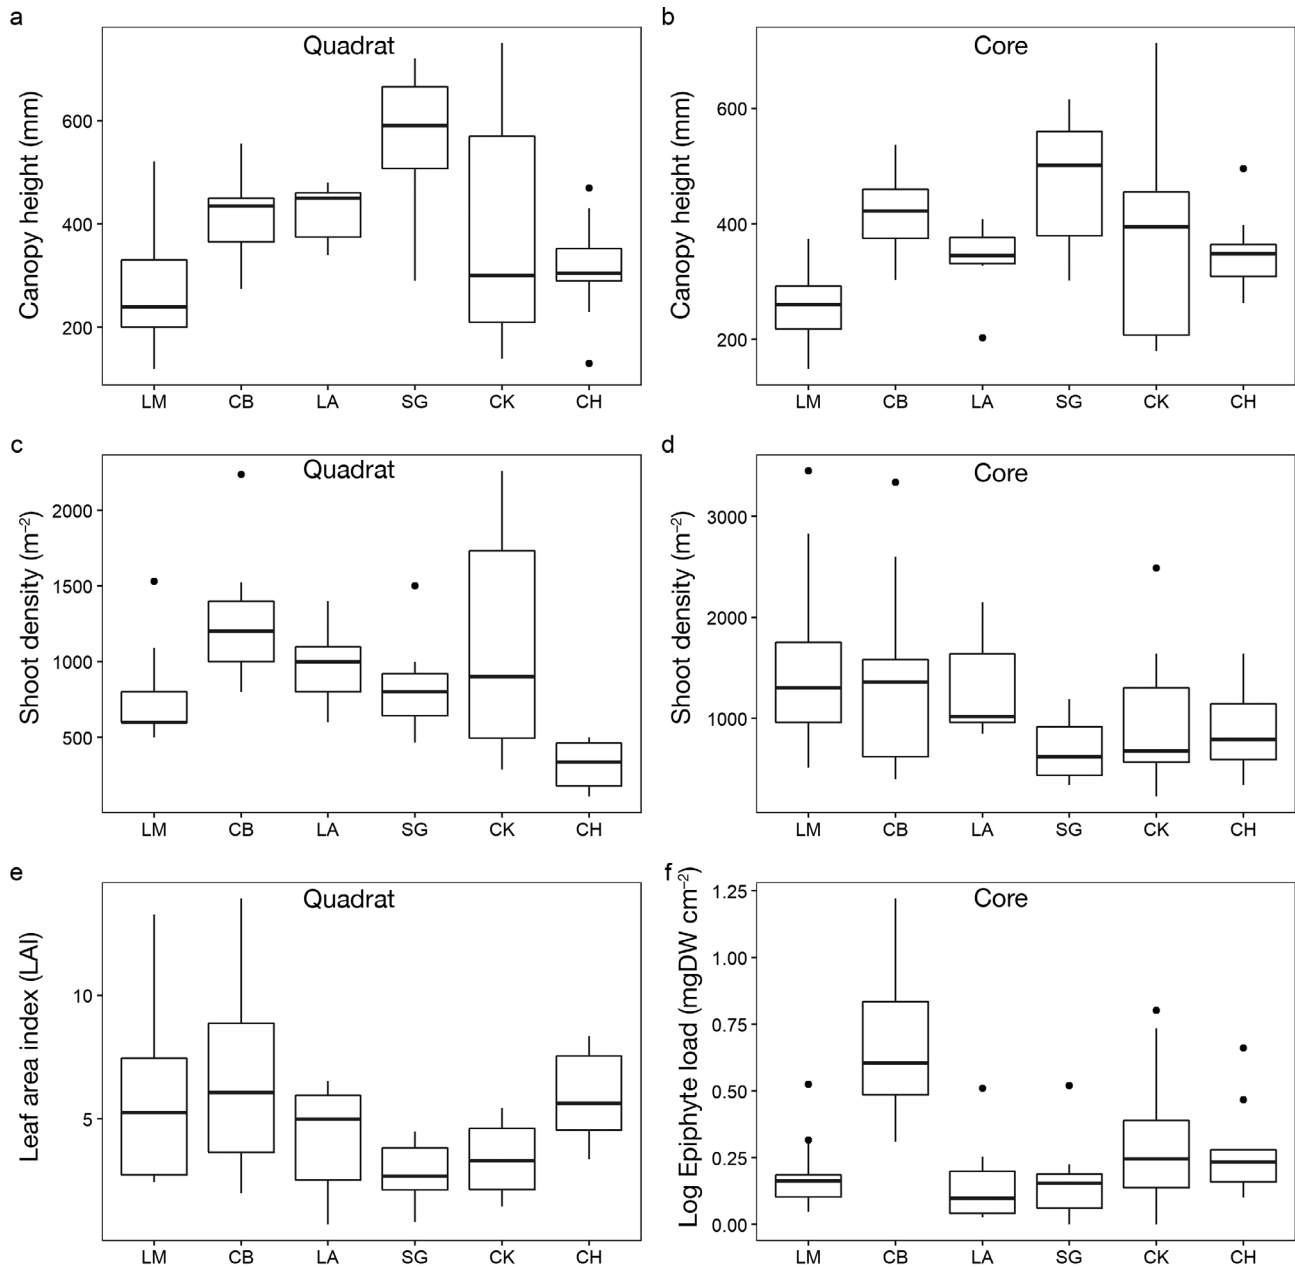 a
Quadrat
Canopy height (mm)
600
400
200
LM CB LA SG CK CH
b
Core
Canopy height (mm)
600
400
200
LM CB LA SG CK CH
c
Quadrat
Shoot density (m⁻²)
2000
1500
1000
500
LM CB LA SG CK CH
d
Core
Shoot density (m⁻²)
3000
2000
1000
LM CB LA SG CK CH
e
Quadrat
Leaf area index (LAI)
10
5
LM CB LA SG CK CH
f
Core
Log Epiphyte load (mgDW cm⁻²)
1.25
1.00
0.75
0.50
0.25
0.00
LM CB LA SG CK CH